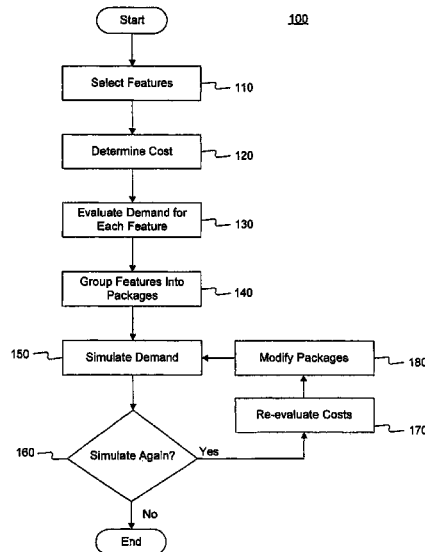 Start
100
Select Features
110
Determine Cost
120
Evaluate Demand for
Each Feature
130
Group Features Into
Packages
140
150
Simulate Demand
Modify Packages
180
Re-evaluate Costs
170
160
Simulate Again?
Yes
No
End